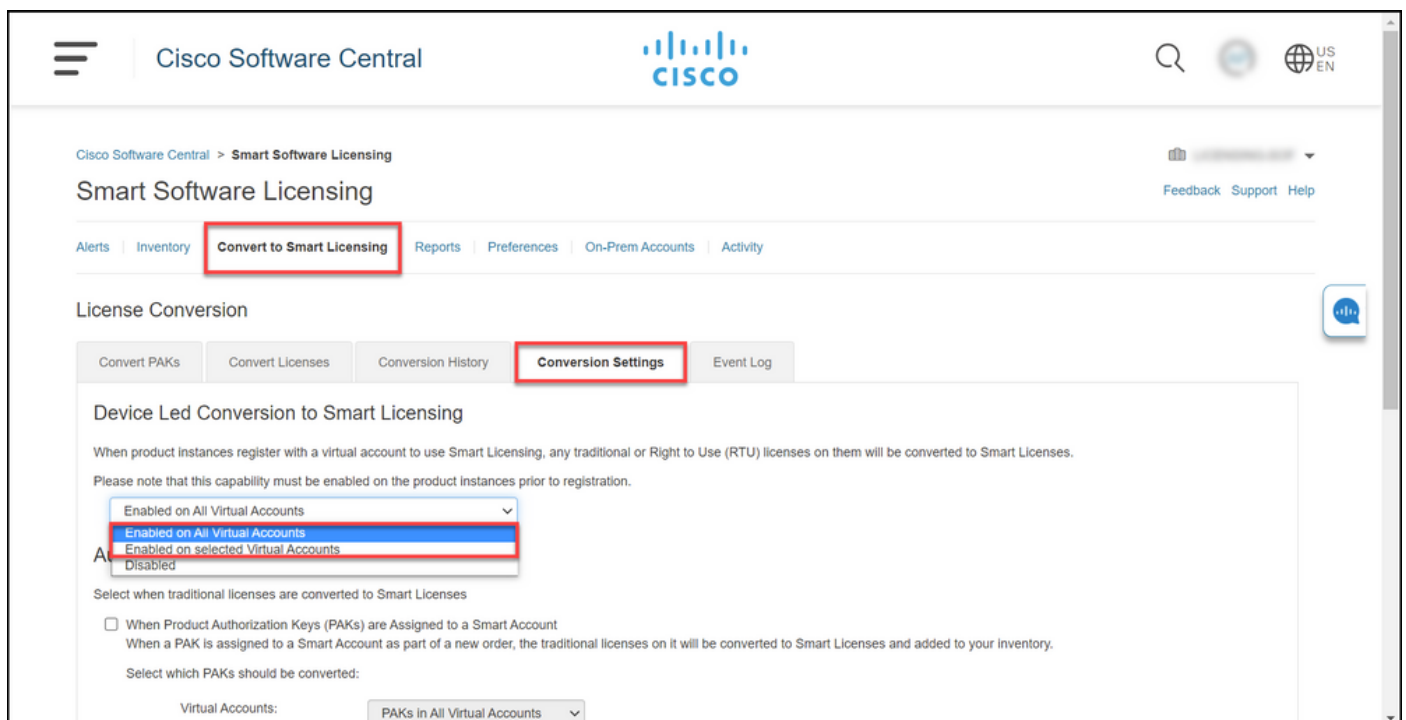 Cisco Software Central
CISCO
US
EN
Cisco Software Central > Smart Software Licensing
Smart Software Licensing
Feedback Support Help
Alerts Inventory Convert to Smart Licensing Reports Preferences On-Prem Accounts Activity
License Conversion
Convert PAKs Convert Licenses Conversion History Conversion Settings Event Log
Device Led Conversion to Smart Licensing
When product instances register with a virtual account to use Smart Licensing, any traditional or Right to Use (RTU) licenses on them will be converted to Smart Licenses.
Please note that this capability must be enabled on the product instances prior to registration.
Enabled on All Virtual Accounts
Enabled on All Virtual Accounts
Enabled on selected Virtual Accounts
Disabled
Select when traditional licenses are converted to Smart Licenses
When Product Authorization Keys (PAKs) are Assigned to a Smart Account
When a PAK is assigned to a Smart Account as part of a new order, the traditional licenses on it will be converted to Smart Licenses and added to your inventory.
Select which PAKs should be converted:
Virtual Accounts: PAKs in All Virtual Accounts